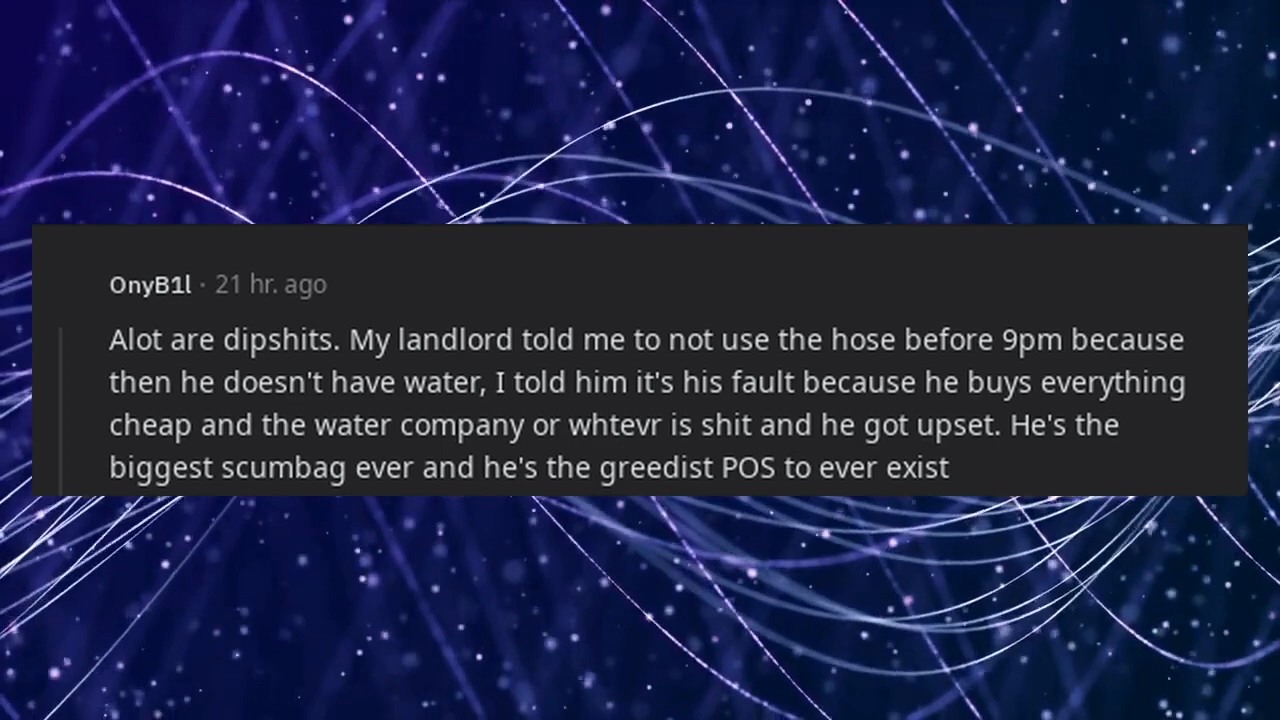 OnyB1l · 21 hr. ago
Alot are dipshits. My landlord told me to not use the hose before 9pm because
then he doesn't have water, I told him it's his fault because he buys everything
cheap and the water company or whtevr is shit and he got upset. He's the
biggest scumbag ever and he's the greedist POS to ever exist